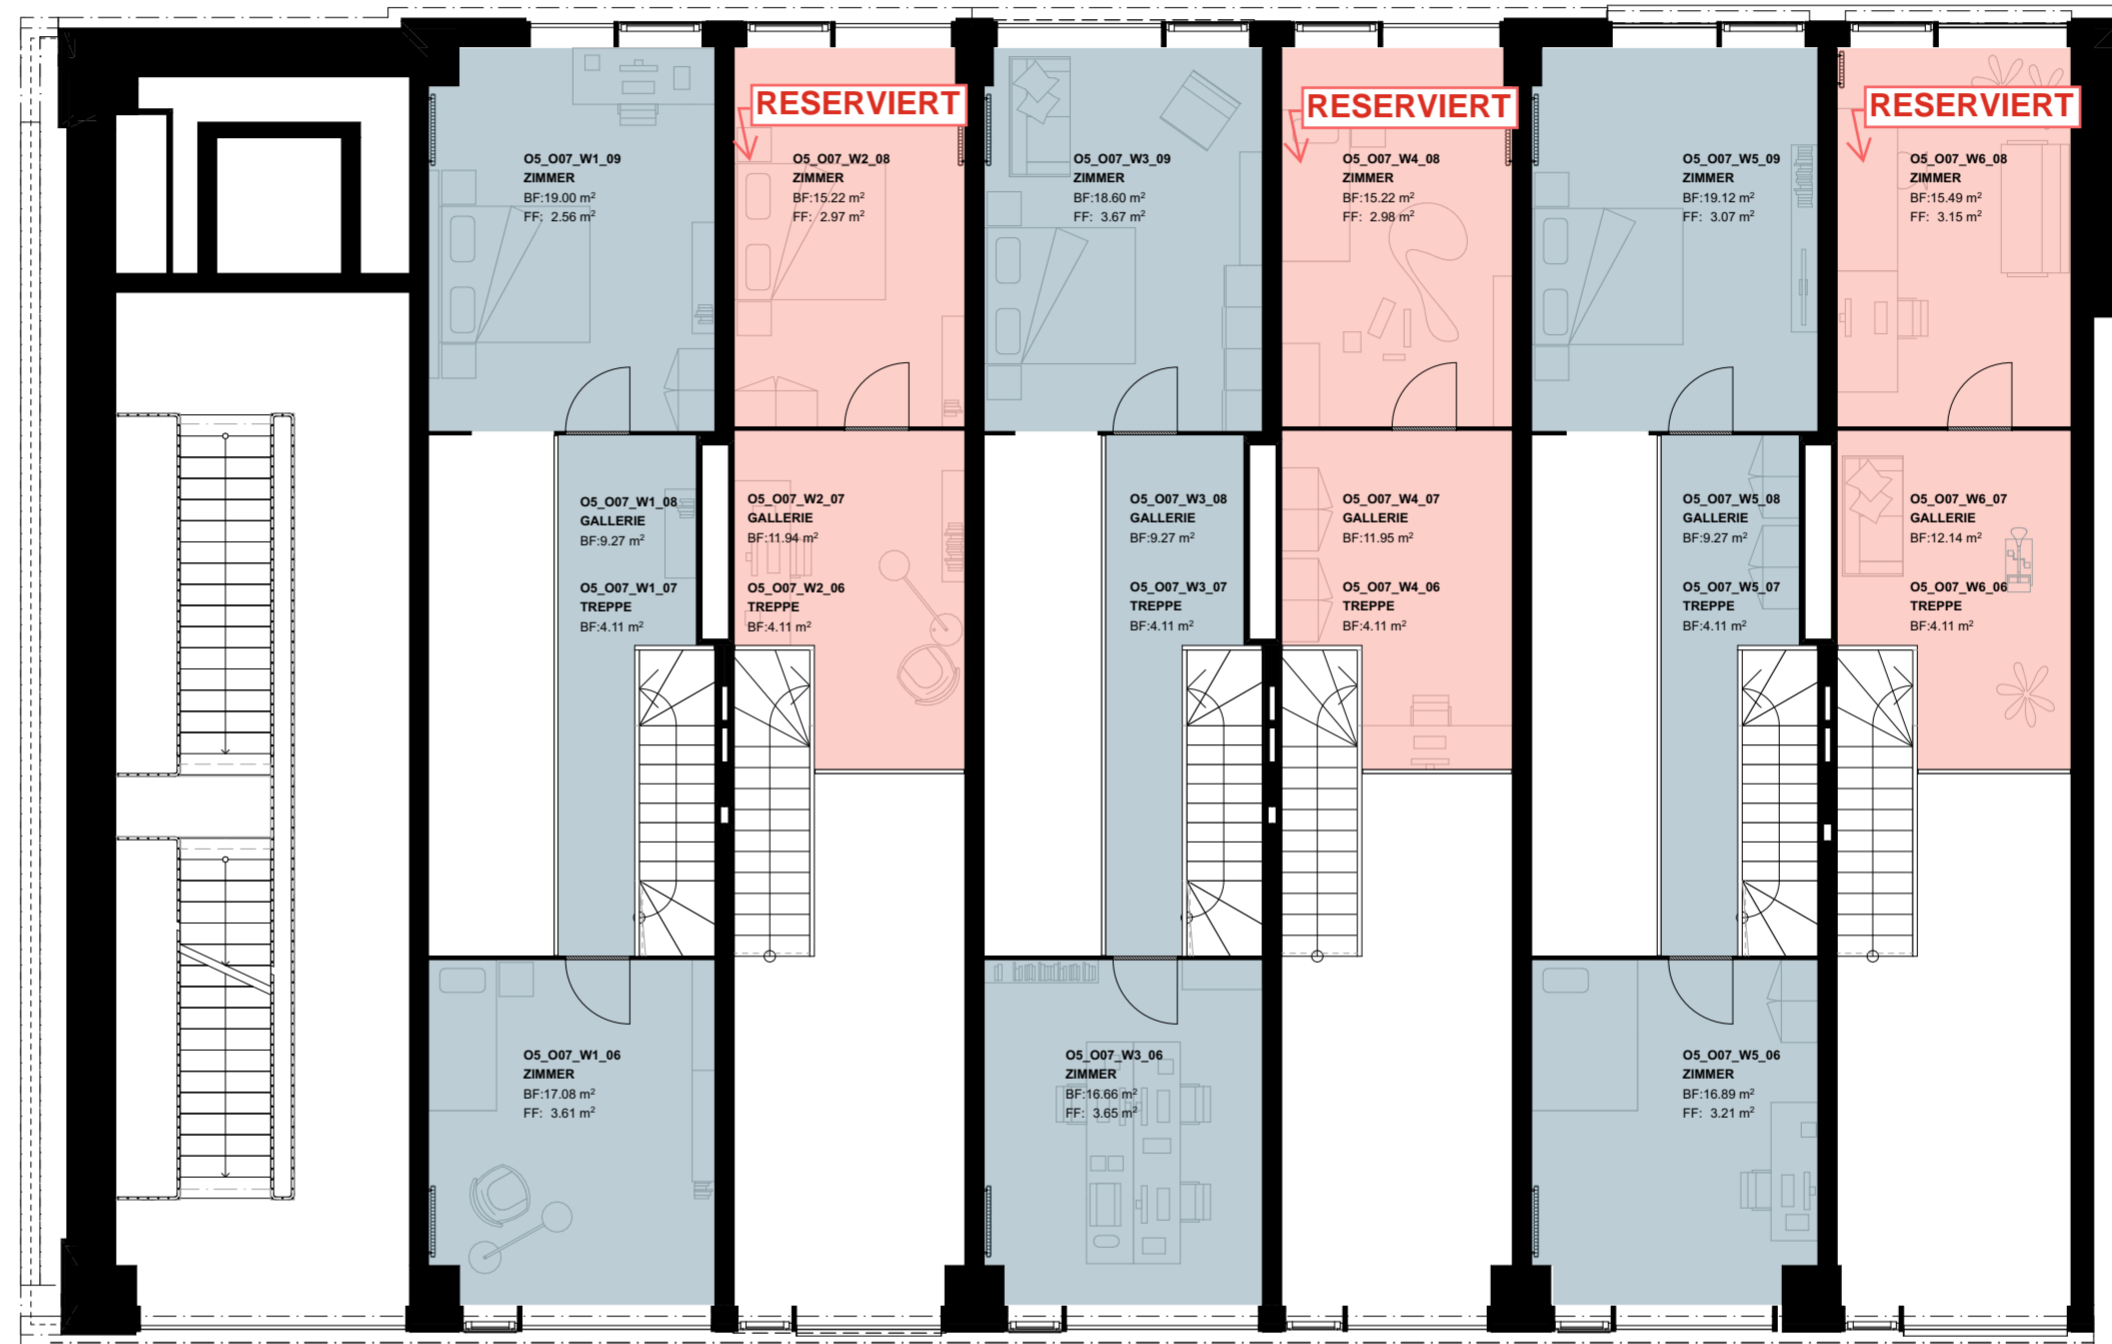 RESERVIERT
RESERVIERT
RESERVIERT
O5_O07_W1_09
ZIMMER
BF:19.00 m²
FF: 2.56 m²
O5_O07_W2_08
ZIMMER
BF:15.22 m²
FF: 2.97 m²
O5_O07_W3_09
ZIMMER
BF:18.60 m²
FF: 3.67 m²
O5_O07_W4_08
ZIMMER
BF:15.22 m²
FF: 2.98 m²
O5_O07_W5_09
ZIMMER
BF:19.12 m²
FF: 3.07 m²
O5_O07_W6_08
ZIMMER
BF:15.49 m²
FF: 3.15 m²
O5_O07_W1_08
GALLERIE
BF:9.27 m²
O5_O07_W1_07
TREPPE
BF:4.11 m²
O5_O07_W2_07
GALLERIE
BF:11.94 m²
O5_O07_W2_06
TREPPE
BF:4.11 m²
O5_O07_W3_08
GALLERIE
BF:9.27 m²
O5_O07_W3_07
TREPPE
BF:4.11 m²
O5_O07_W4_07
GALLERIE
BF:11.95 m²
O5_O07_W4_06
TREPPE
BF:4.11 m²
O5_O07_W5_08
GALLERIE
BF:9.27 m²
O5_O07_W5_07
TREPPE
BF:4.11 m²
O5_O07_W6_07
GALLERIE
BF:12.14 m²
O5_O07_W6_06
TREPPE
BF:4.11 m²
O5_O07_W1_06
ZIMMER
BF:17.08 m²
FF: 3.61 m²
O5_O07_W3_06
ZIMMER
BF:16.66 m²
FF: 3.65 m²
O5_O07_W5_06
ZIMMER
BF:16.89 m²
FF: 3.21 m²